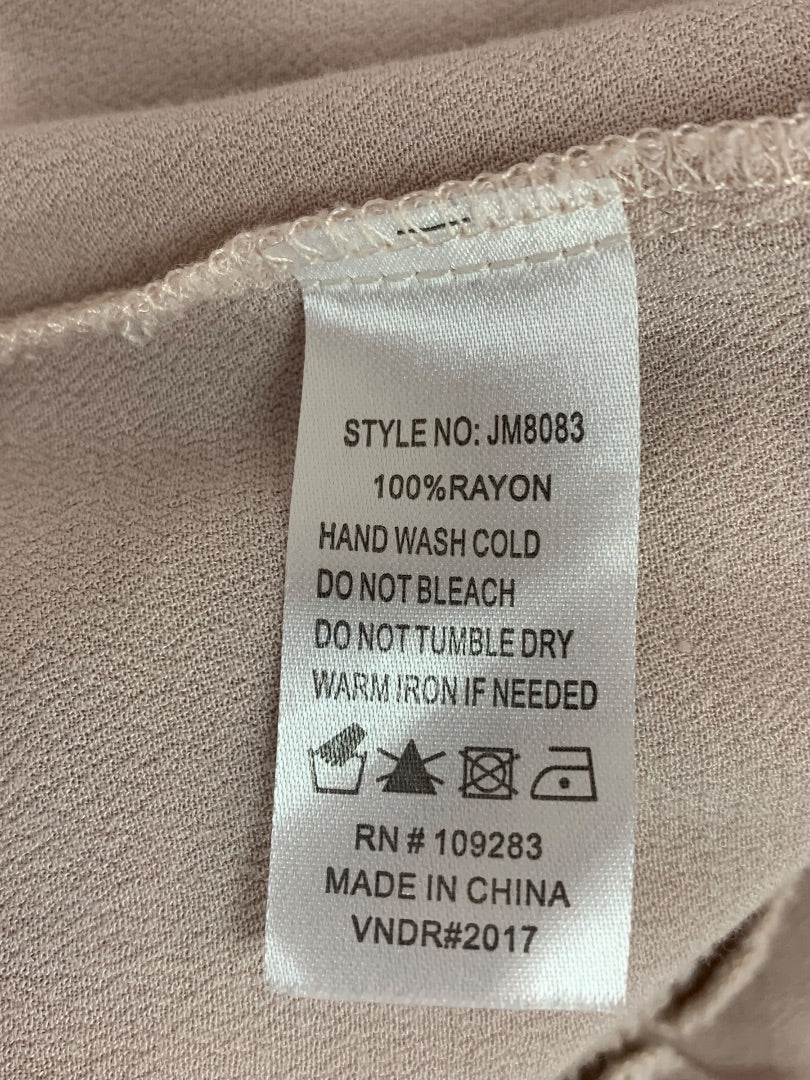 STYLE NO: JM8083
100%RAYON
HAND WASH COLD
DO NOT BLEACH
DO NOT TUMBLE DRY
WARM IRON IF NEEDED
RN # 109283
MADE IN CHINA
VNDR#2017